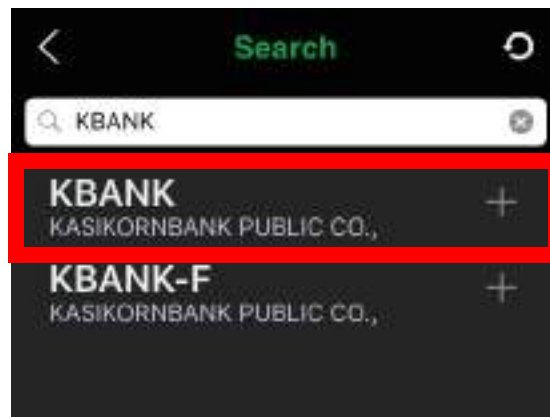 Search
KBANK
KBANK
KASIKORNBANK PUBLIC CO.,
KBANK-F
KASIKORNBANK PUBLIC CO.,